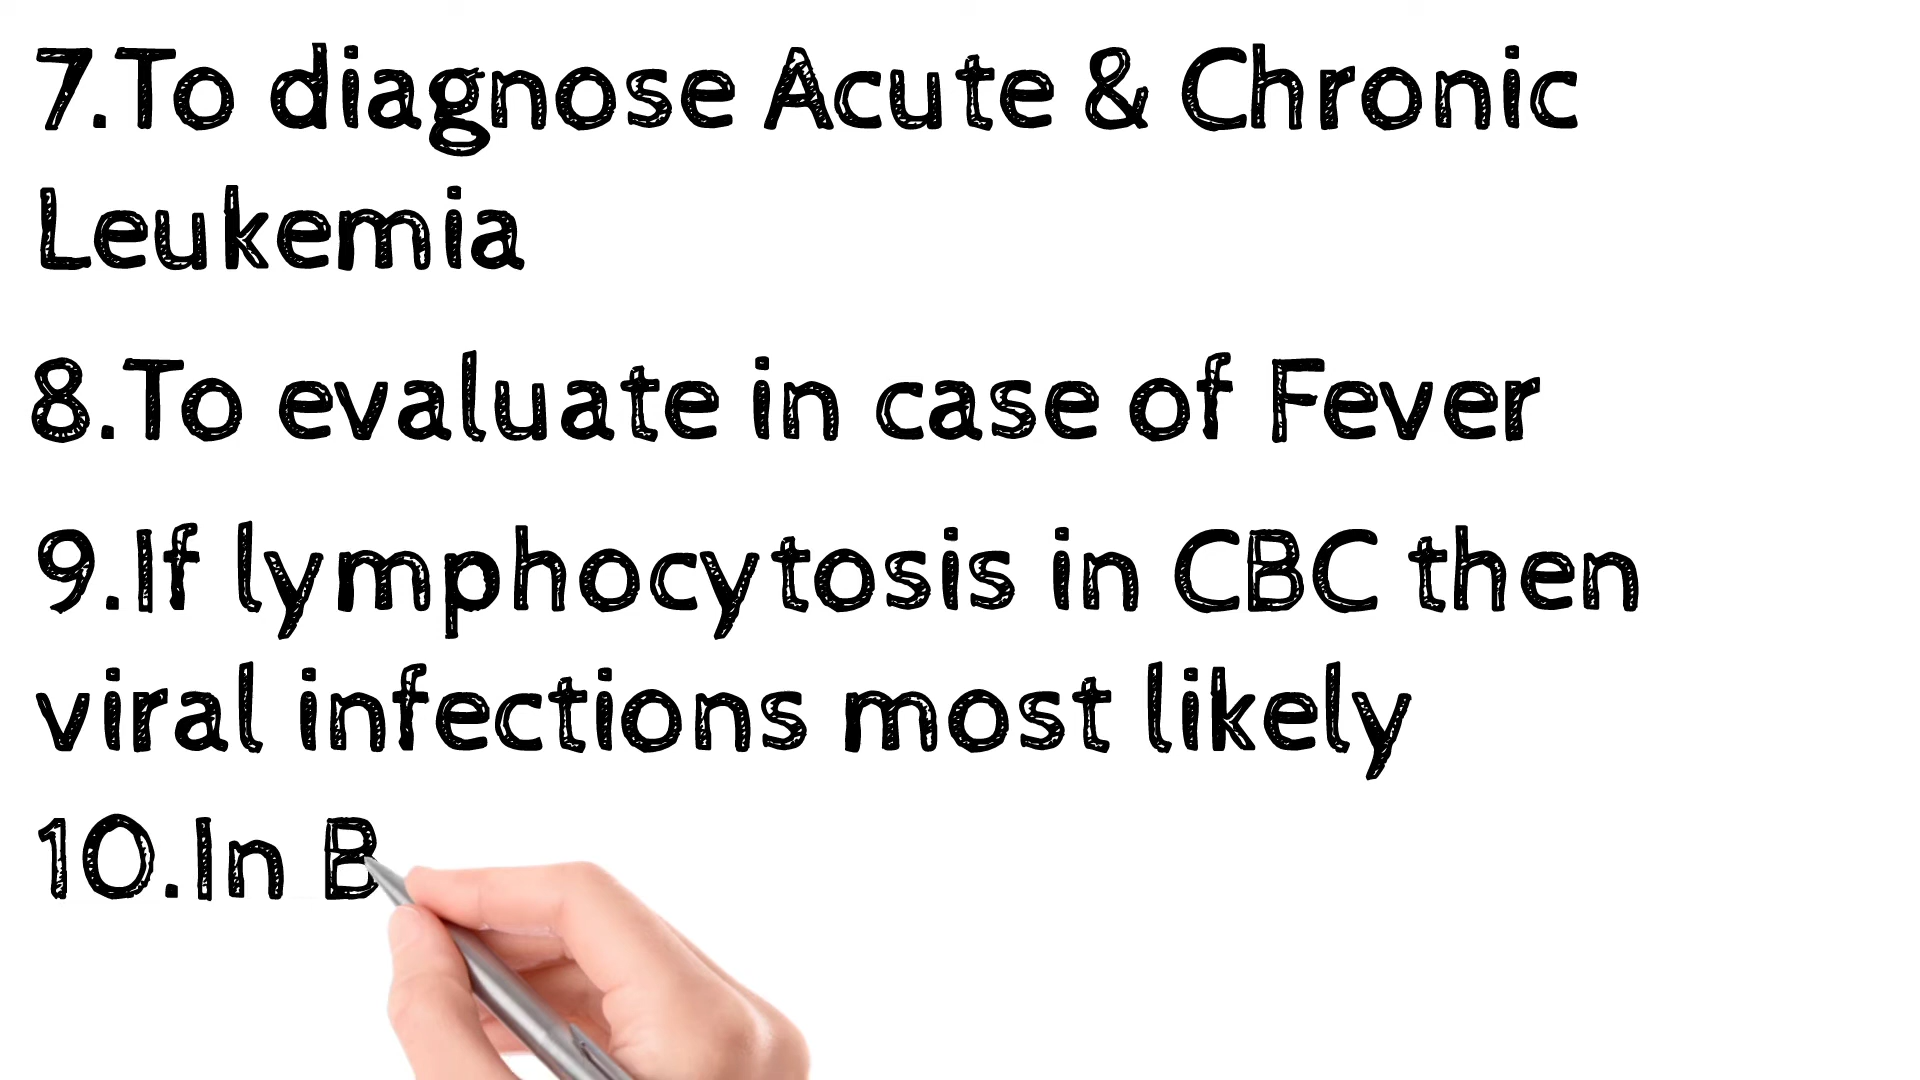 7.To diagnose Acute & Chronic
Leukemia
8.To evaluate in case of Fever
9.If lymphocytosis in CBC then
viral infections most likely
10.In B